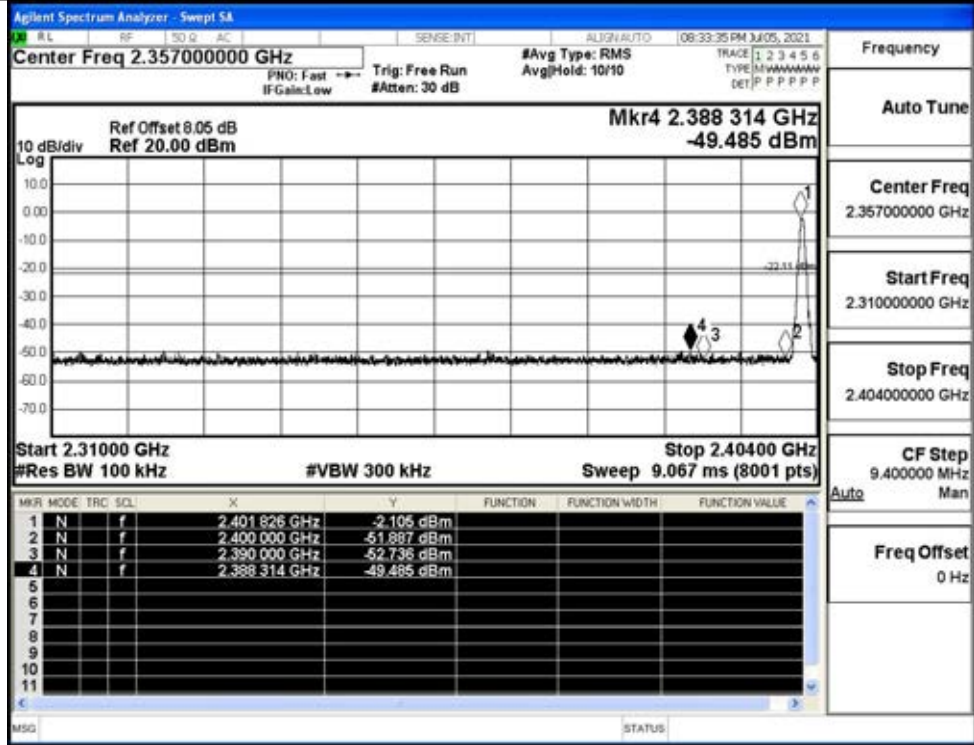 Agilent Spectrum Analyzer - Swept SA
RL RF 50 Ω AC SENSE:INT ALIGN AUTO 08:33:35 PM Jul 05, 2021
Center Freq 2.357000000 GHz
PNO: Fast
IFGain:Low
Trig: Free Run
#Atten: 30 dB
#Avg Type: RMS
Avg|Hold: 10/10
TRACE 1 2 3 4 5 6
TYPE M
DET P P P P P P
Mkr4 2.388 314 GHz
-49.485 dBm
Ref Offset 8.05 dB
10 dB/div Ref 20.00 dBm
Log
10.0
0.00
-10.0
-20.0
-30.0
-40.0
-50.0
-60.0
-70.0
1
-22.11 dBm
4 3 2
Start 2.31000 GHz Stop 2.40400 GHz
#Res BW 100 kHz #VBW 300 kHz Sweep 9.067 ms (8001 pts)
MKR MODE TRC SCL X Y FUNCTION FUNCTION WIDTH FUNCTION VALUE
1 N f 2.401 826 GHz -2.105 dBm
2 N f 2.400 000 GHz -51.887 dBm
3 N f 2.390 000 GHz -52.736 dBm
4 N f 2.388 314 GHz -49.485 dBm
5
6
7
8
9
10
11
MSG STATUS
Frequency
Auto Tune
Center Freq
2.357000000 GHz
Start Freq
2.310000000 GHz
Stop Freq
2.404000000 GHz
CF Step
9.400000 MHz
Auto Man
Freq Offset
0 Hz